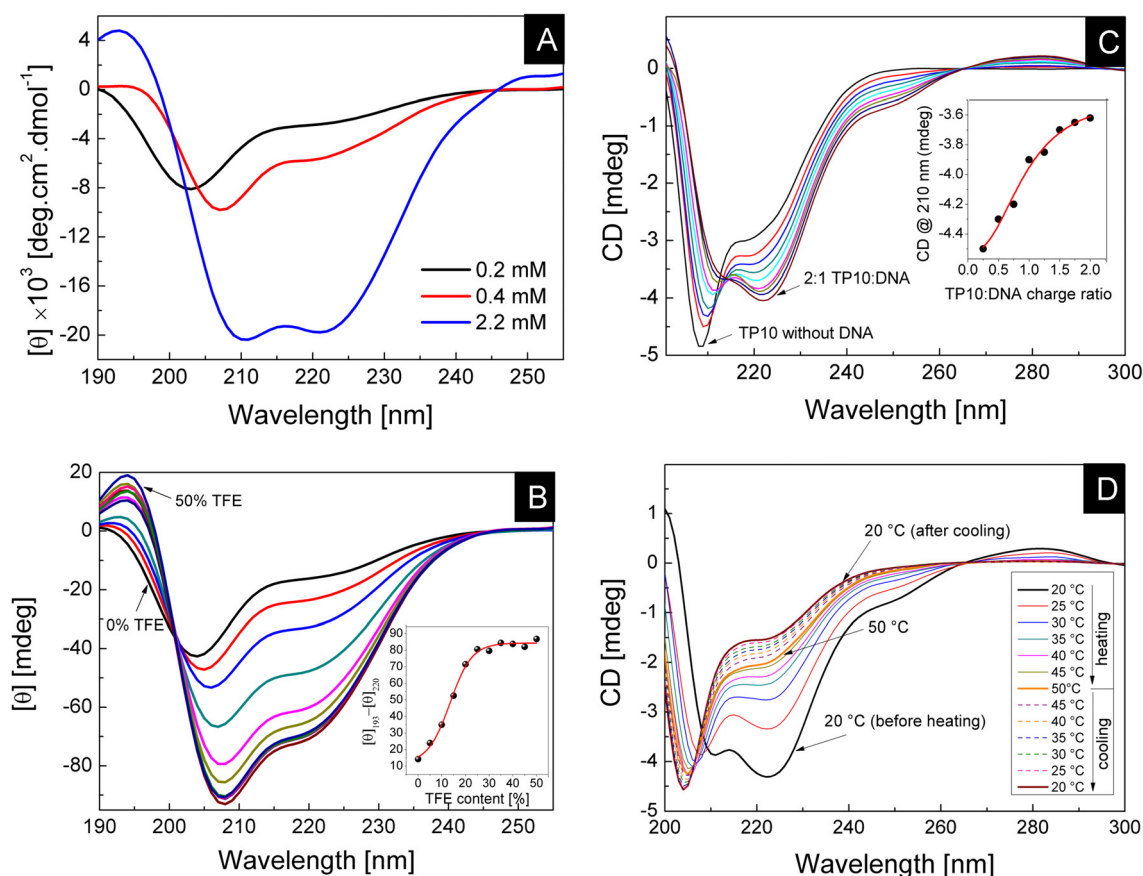 A
[θ] × 10³ [deg.cm².dmol⁻¹]
4
0
-4
-8
-12
-16
-20
0.2 mM
0.4 mM
2.2 mM
190 200 210 220 230 240 250
Wavelength [nm]
C
CD [mdeg]
0
-1
-2
-3
-4
-5
CD @ 210 nm (mdeg)
-3.6
-3.8
-4.0
-4.2
-4.4
0.0 0.5 1.0 1.5 2.0
TP10:DNA charge ratio
2:1 TP10:DNA
TP10 without DNA
220 240 260 280 300
Wavelength [nm]
B
[θ] [mdeg]
20
0
-20
-40
-60
-80
50% TFE
0% TFE
[θ]₁₉₃–[θ]₂₂₀
90
80
70
60
50
40
30
20
10
0 10 20 30 40 50
TFE content [%]
190 200 210 220 230 240 250
Wavelength [nm]
D
CD [mdeg]
1
0
-1
-2
-3
-4
-5
20 °C (after cooling)
50 °C
20 °C (before heating)
20 °C
25 °C
30 °C
35 °C
40 °C
45 °C
50°C
45 °C
40 °C
35 °C
30 °C
25 °C
20 °C
heating
cooling
200 220 240 260 280 300
Wavelength [nm]